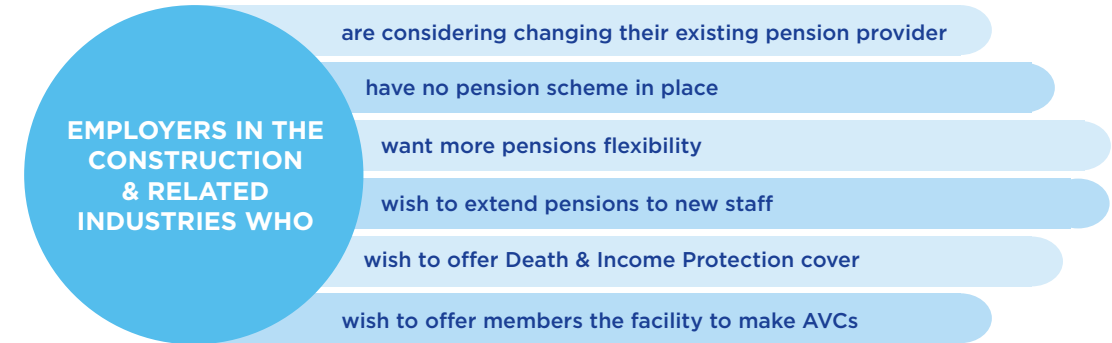 EMPLOYERS IN THE
CONSTRUCTION
& RELATED
INDUSTRIES WHO
are considering changing their existing pension provider
have no pension scheme in place
want more pensions flexibility
wish to extend pensions to new staff
wish to offer Death & Income Protection cover
wish to offer members the facility to make AVCs